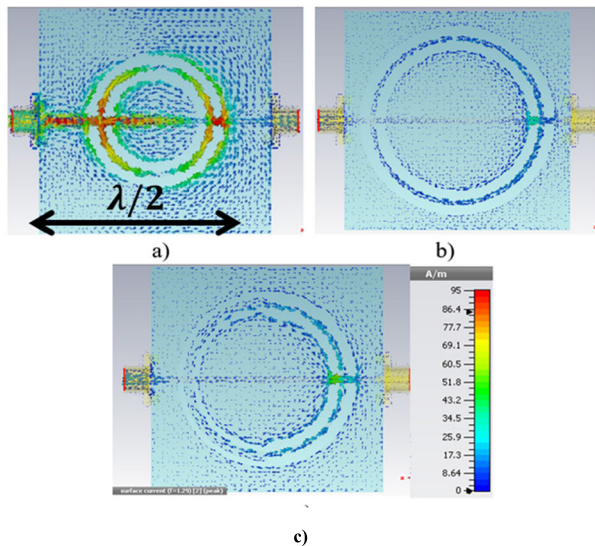 λ/2
a)
b)
A/m
95
86.4
77.7
69.1
60.5
51.8
43.2
34.5
25.9
17.3
8.64
0
surface current (f=1.29) [2] (peak)
c)